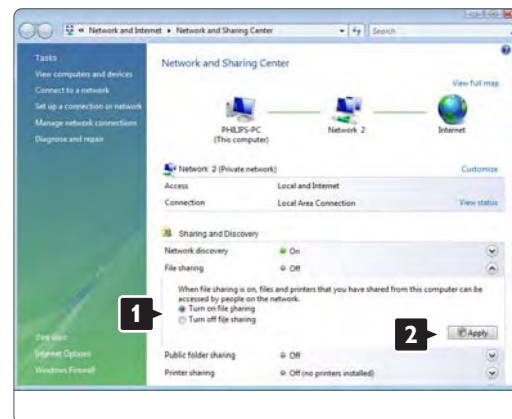 Network and Internet ▸ Network and Sharing Center
Search
Tasks
View computers and devices
Connect to a network
Set up a connection or network
Manage network connections
Diagnose and repair
Network and Sharing Center
View full map
PHILIPS-PC
(This computer)
Network 2
Internet
Network 2 (Private network)
Customize
Access
Local and Internet
Connection
Local Area Connection
View status
Sharing and Discovery
Network discovery
On
File sharing
Off
When file sharing is on, files and printers that you have shared from this computer can be
accessed by people on the network.
1
Turn on file sharing
Turn off file sharing
2
Apply
Public folder sharing
Off
Printer sharing
Off (no printers installed)
See also
Internet Options
Windows Firewall